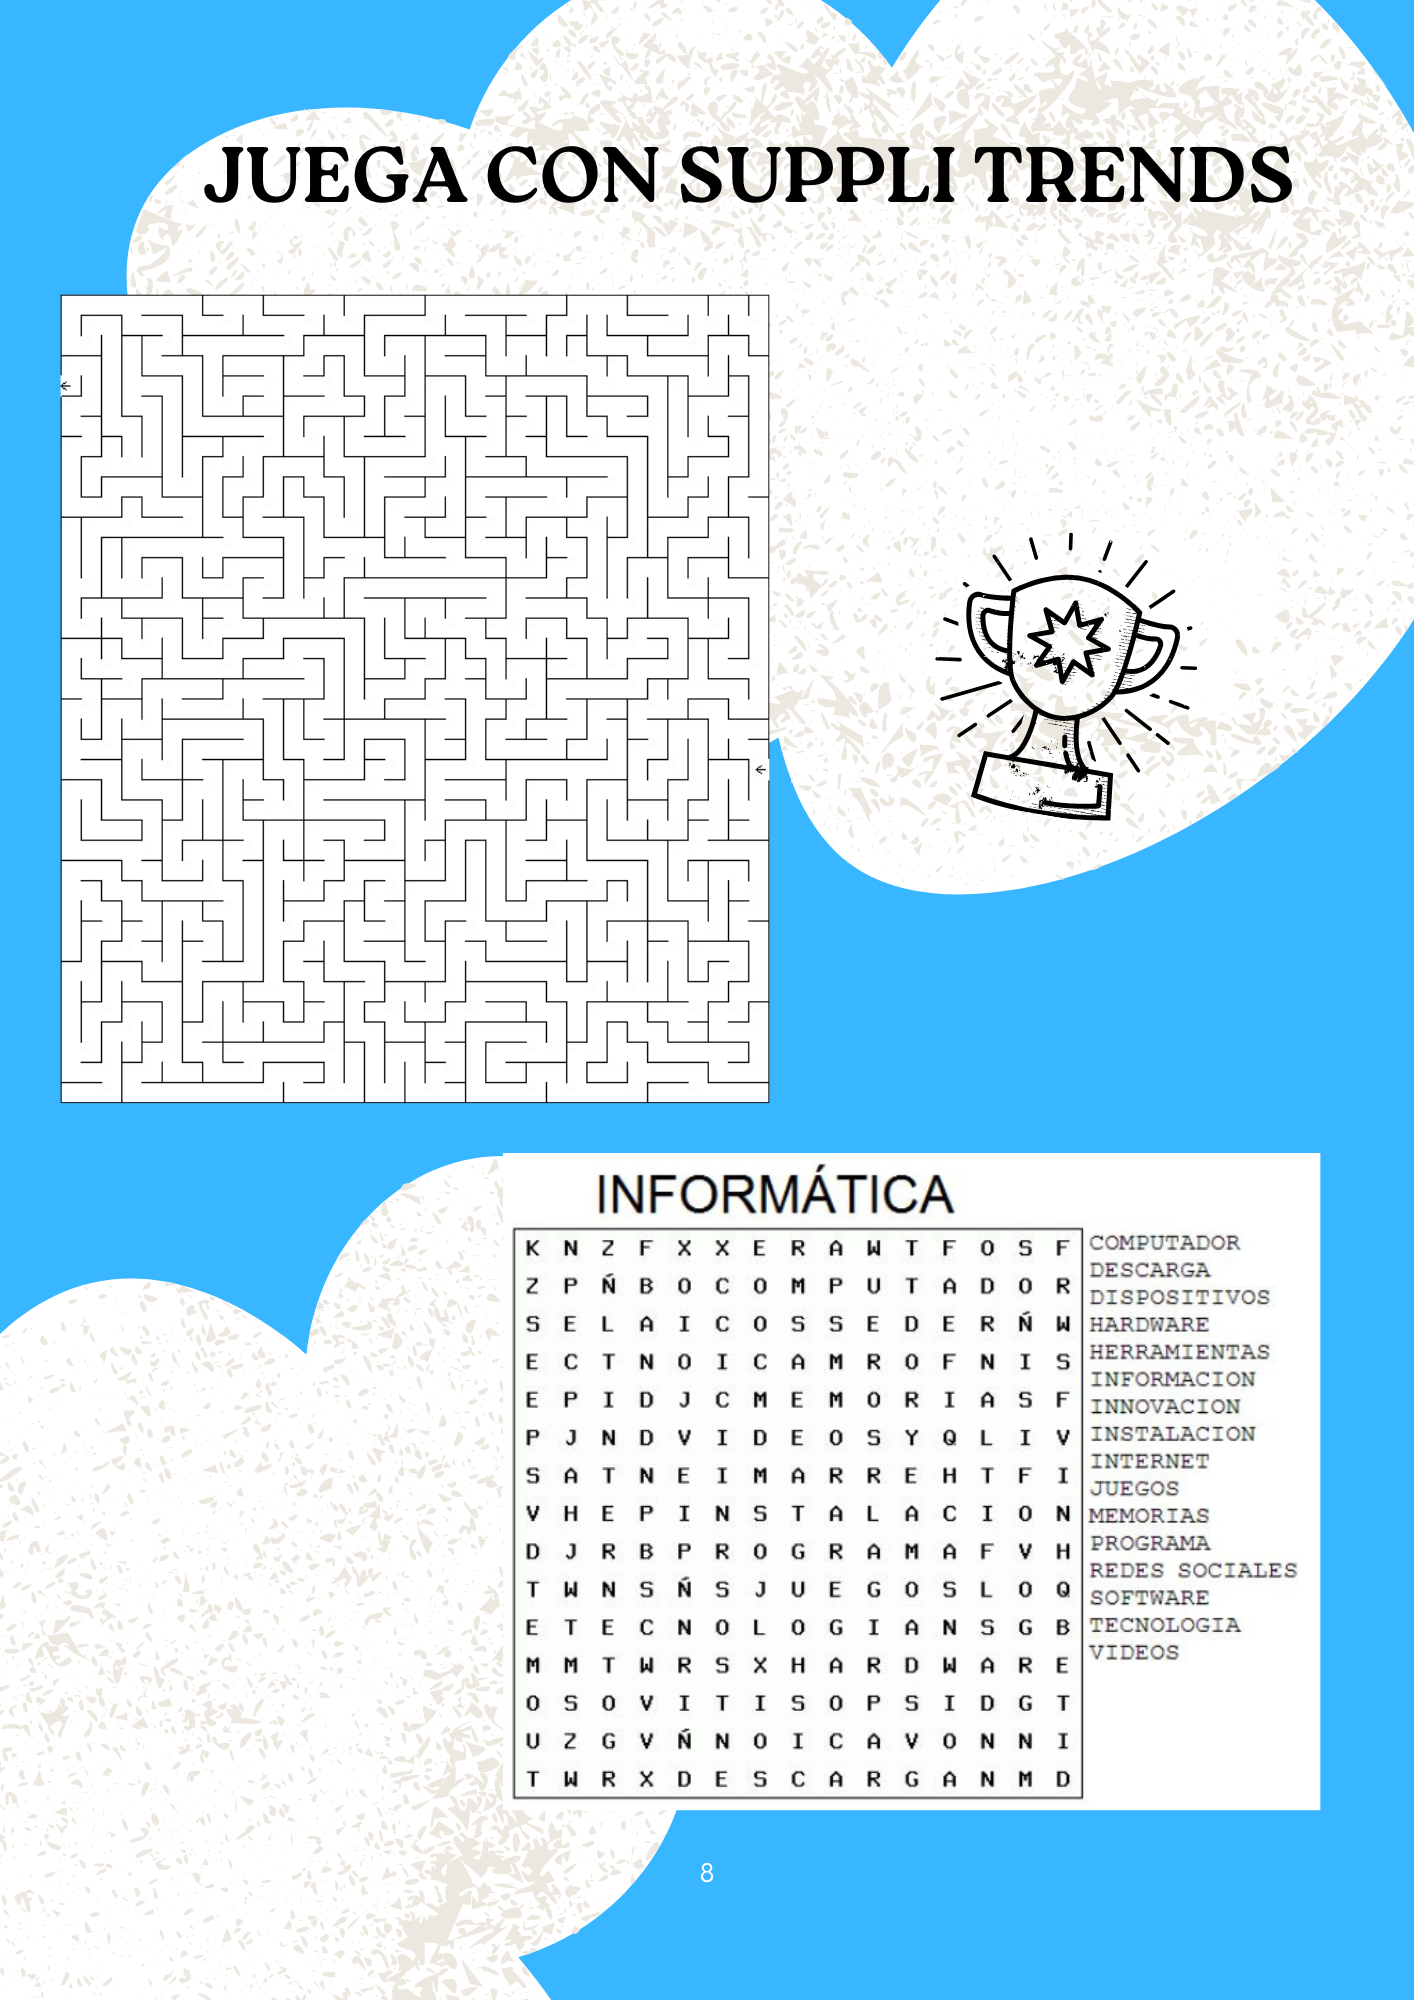 JUEGA CON SUPPLI TRENDS
INFORMÁTICA
K N Z F X X E R A W T F O S F
Z P Ñ B O C O M P U T A D O R
S E L A I C O S S E D E R Ñ W
E C T N O I C A M R O F N I S
E P I D J C M E M O R I A S F
P J N D V I D E O S Y Q L I V
S A T N E I M A R R E H T F I
V H E P I N S T A L A C I O N
D J R B P R O G R A M A F V H
T W N S Ñ S J U E G O S L O Q
E T E C N O L O G I A N S G B
M M T W R S X H A R D W A R E
O S O V I T I S O P S I D G T
U Z G V Ñ N O I C A V O N N I
T W R X D E S C A R G A N M D
COMPUTADOR
DESCARGA
DISPOSITIVOS
HARDWARE
HERRAMIENTAS
INFORMACION
INNOVACION
INSTALACION
INTERNET
JUEGOS
MEMORIAS
PROGRAMA
REDES SOCIALES
SOFTWARE
TECNOLOGIA
VIDEOS
8